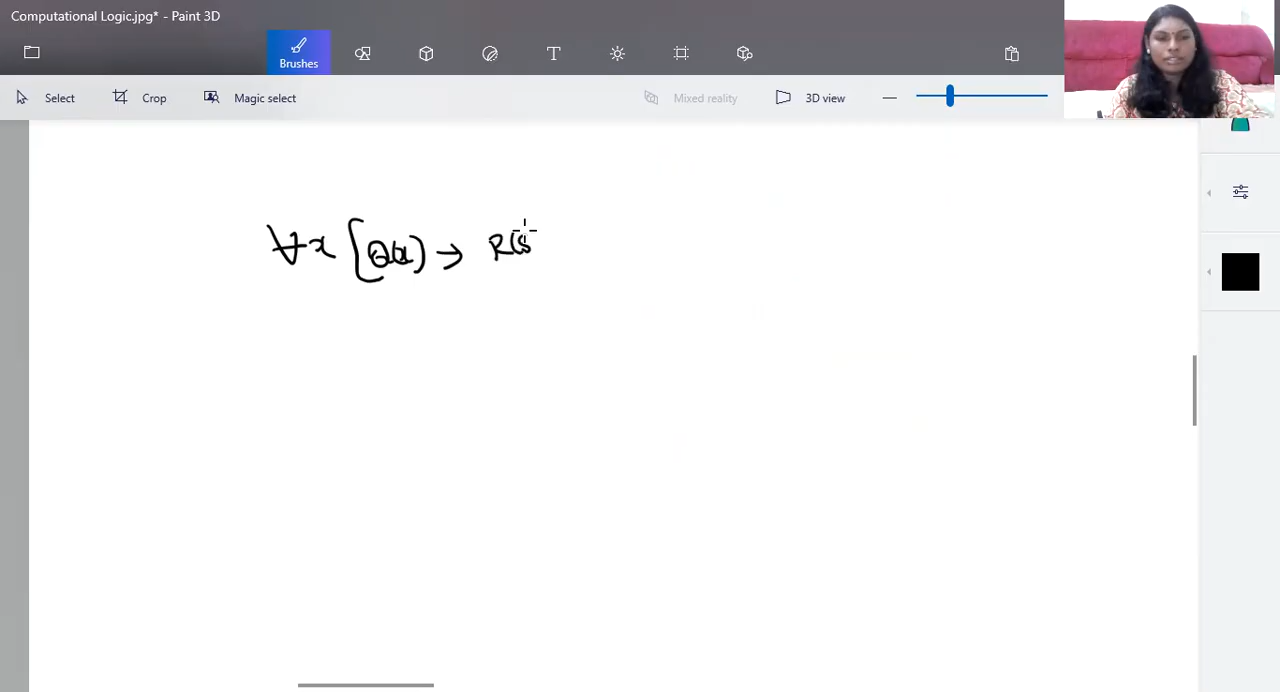 Computational Logic.jpg* - Paint 3D
Brushes
Select
Crop
Magic select
Mixed reality
3D view
∀x [Q(x) → R(